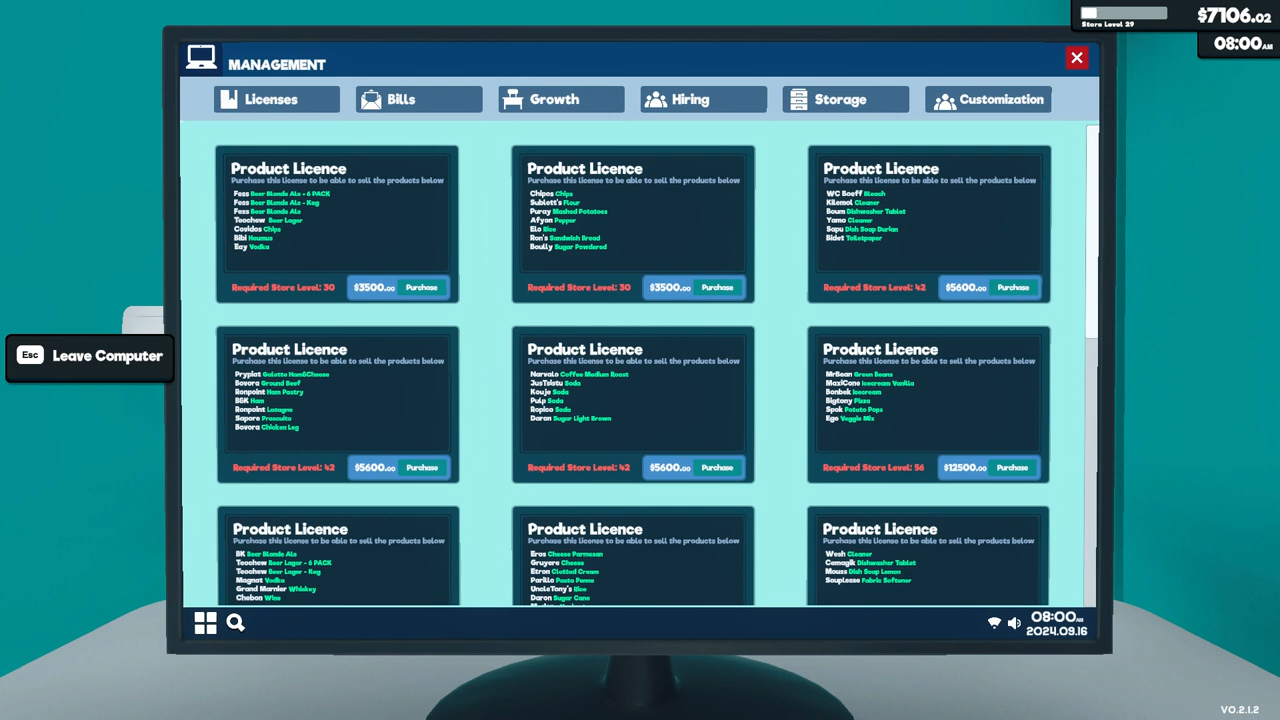 $7106.02
Store Level 29
08:00AM
MANAGEMENT
Licenses
Bills
Growth
Hiring
Storage
Customization
Product Licence
Purchase this license to be able to sell the products below
Fess Beer Blonde Ale - 6 PACK
Fess Beer Blonde Ale - Keg
Fess Beer Blonde Ale
Teochew Beer Lager
Covidos Chips
Bibi Houmus
Eay Vodka
Required Store Level: 30
$3500.00 Purchase
Product Licence
Purchase this license to be able to sell the products below
Chipos Chips
Sublett's Flour
Puray Mashed Potatoes
Afyon Pepper
Elo Rice
Ron's Sandwich Bread
Boully Sugar Powdered
Required Store Level: 30
$3500.00 Purchase
Product Licence
Purchase this license to be able to sell the products below
WC Boeff Bleach
Kilemol Cleaner
Boum Dishwasher Tablet
Yamo Cleaner
Sapu Dish Soap Durian
Bidet Toiletpaper
Required Store Level: 42
$5600.00 Purchase
Esc Leave Computer
Product Licence
Purchase this license to be able to sell the products below
Prypiat Galette Ham&Cheese
Bovora Ground Beef
Ronpoint Ham Pastry
B&K Ham
Ronpoint Lasagna
Sapore Prosciutto
Bovora Chicken Leg
Required Store Level: 42
$5600.00 Purchase
Product Licence
Purchase this license to be able to sell the products below
Narvalo Coffee Medium Roast
JusTsistu Soda
Kouje Soda
Pulp Soda
Ropico Soda
Daron Sugar Light Brown
Required Store Level: 42
$5600.00 Purchase
Product Licence
Purchase this license to be able to sell the products below
MrBean Green Beans
MaxiCone Icecream Vanilla
Bonbek Icecream
Bigtony Pizza
Spok Potato Pops
Ego Veggie Mix
Required Store Level: 56
$12500.00 Purchase
Product Licence
Purchase this license to be able to sell the products below
BK Beer Blonde Ale
Teochew Beer Lager - 6 PACK
Teochew Beer Lager - Keg
Magnat Vodka
Grand Marnier Whiskey
Chebon Wine
Product Licence
Purchase this license to be able to sell the products below
Eros Cheese Parmesan
Gruyere Cheese
Etron Clotted Cream
Parillo Pasta Penne
UncleTony's Rice
Daron Sugar Cane
Product Licence
Purchase this license to be able to sell the products below
Wesh Cleaner
Comagik Dishwasher Tablet
Mouss Dish Soap Lemon
Souplesse Fabric Softener
08:00AM
2024.09.16
V0.2.1.2